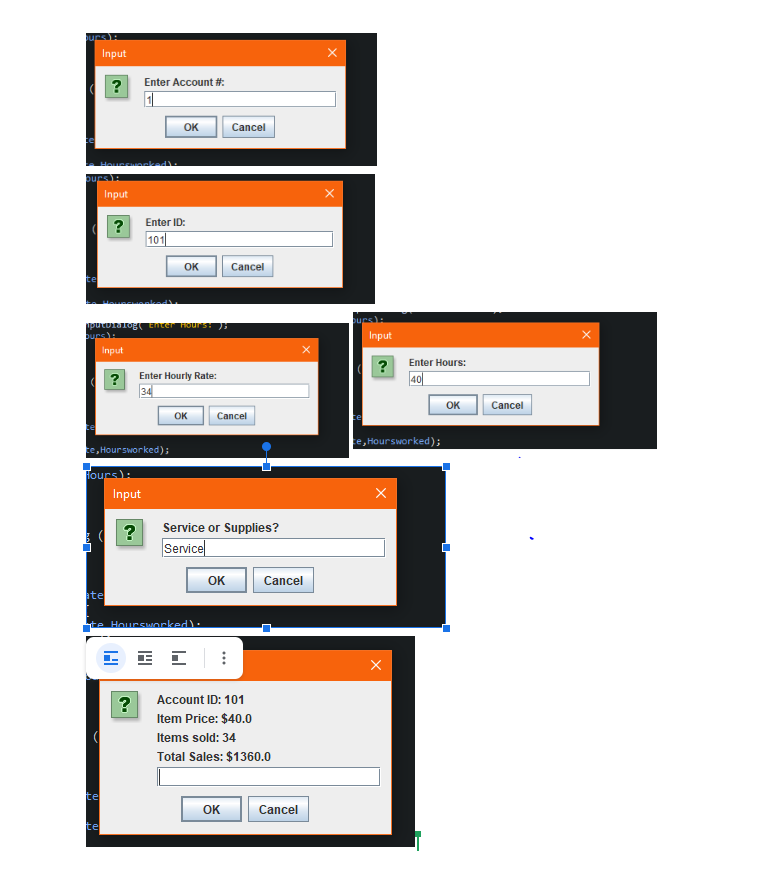 ours):
Input
Enter Account #:
1
OK Cancel
te,Hoursworked);
ours):
Input
Enter ID:
101
OK Cancel
te
te,Hoursworked);
nputDialog( Enter Hours: );
ours):
Input
Enter Hourly Rate:
34
OK Cancel
te
te,Hoursworked);
ours):
Input
Enter Hours:
40
OK Cancel
te
te,Hoursworked);
Hours):
Input
Service or Supplies?
Service
OK Cancel
ate
te,Hoursworked);
Account ID: 101
Item Price: $40.0
Items sold: 34
Total Sales: $1360.0
OK Cancel
te
te